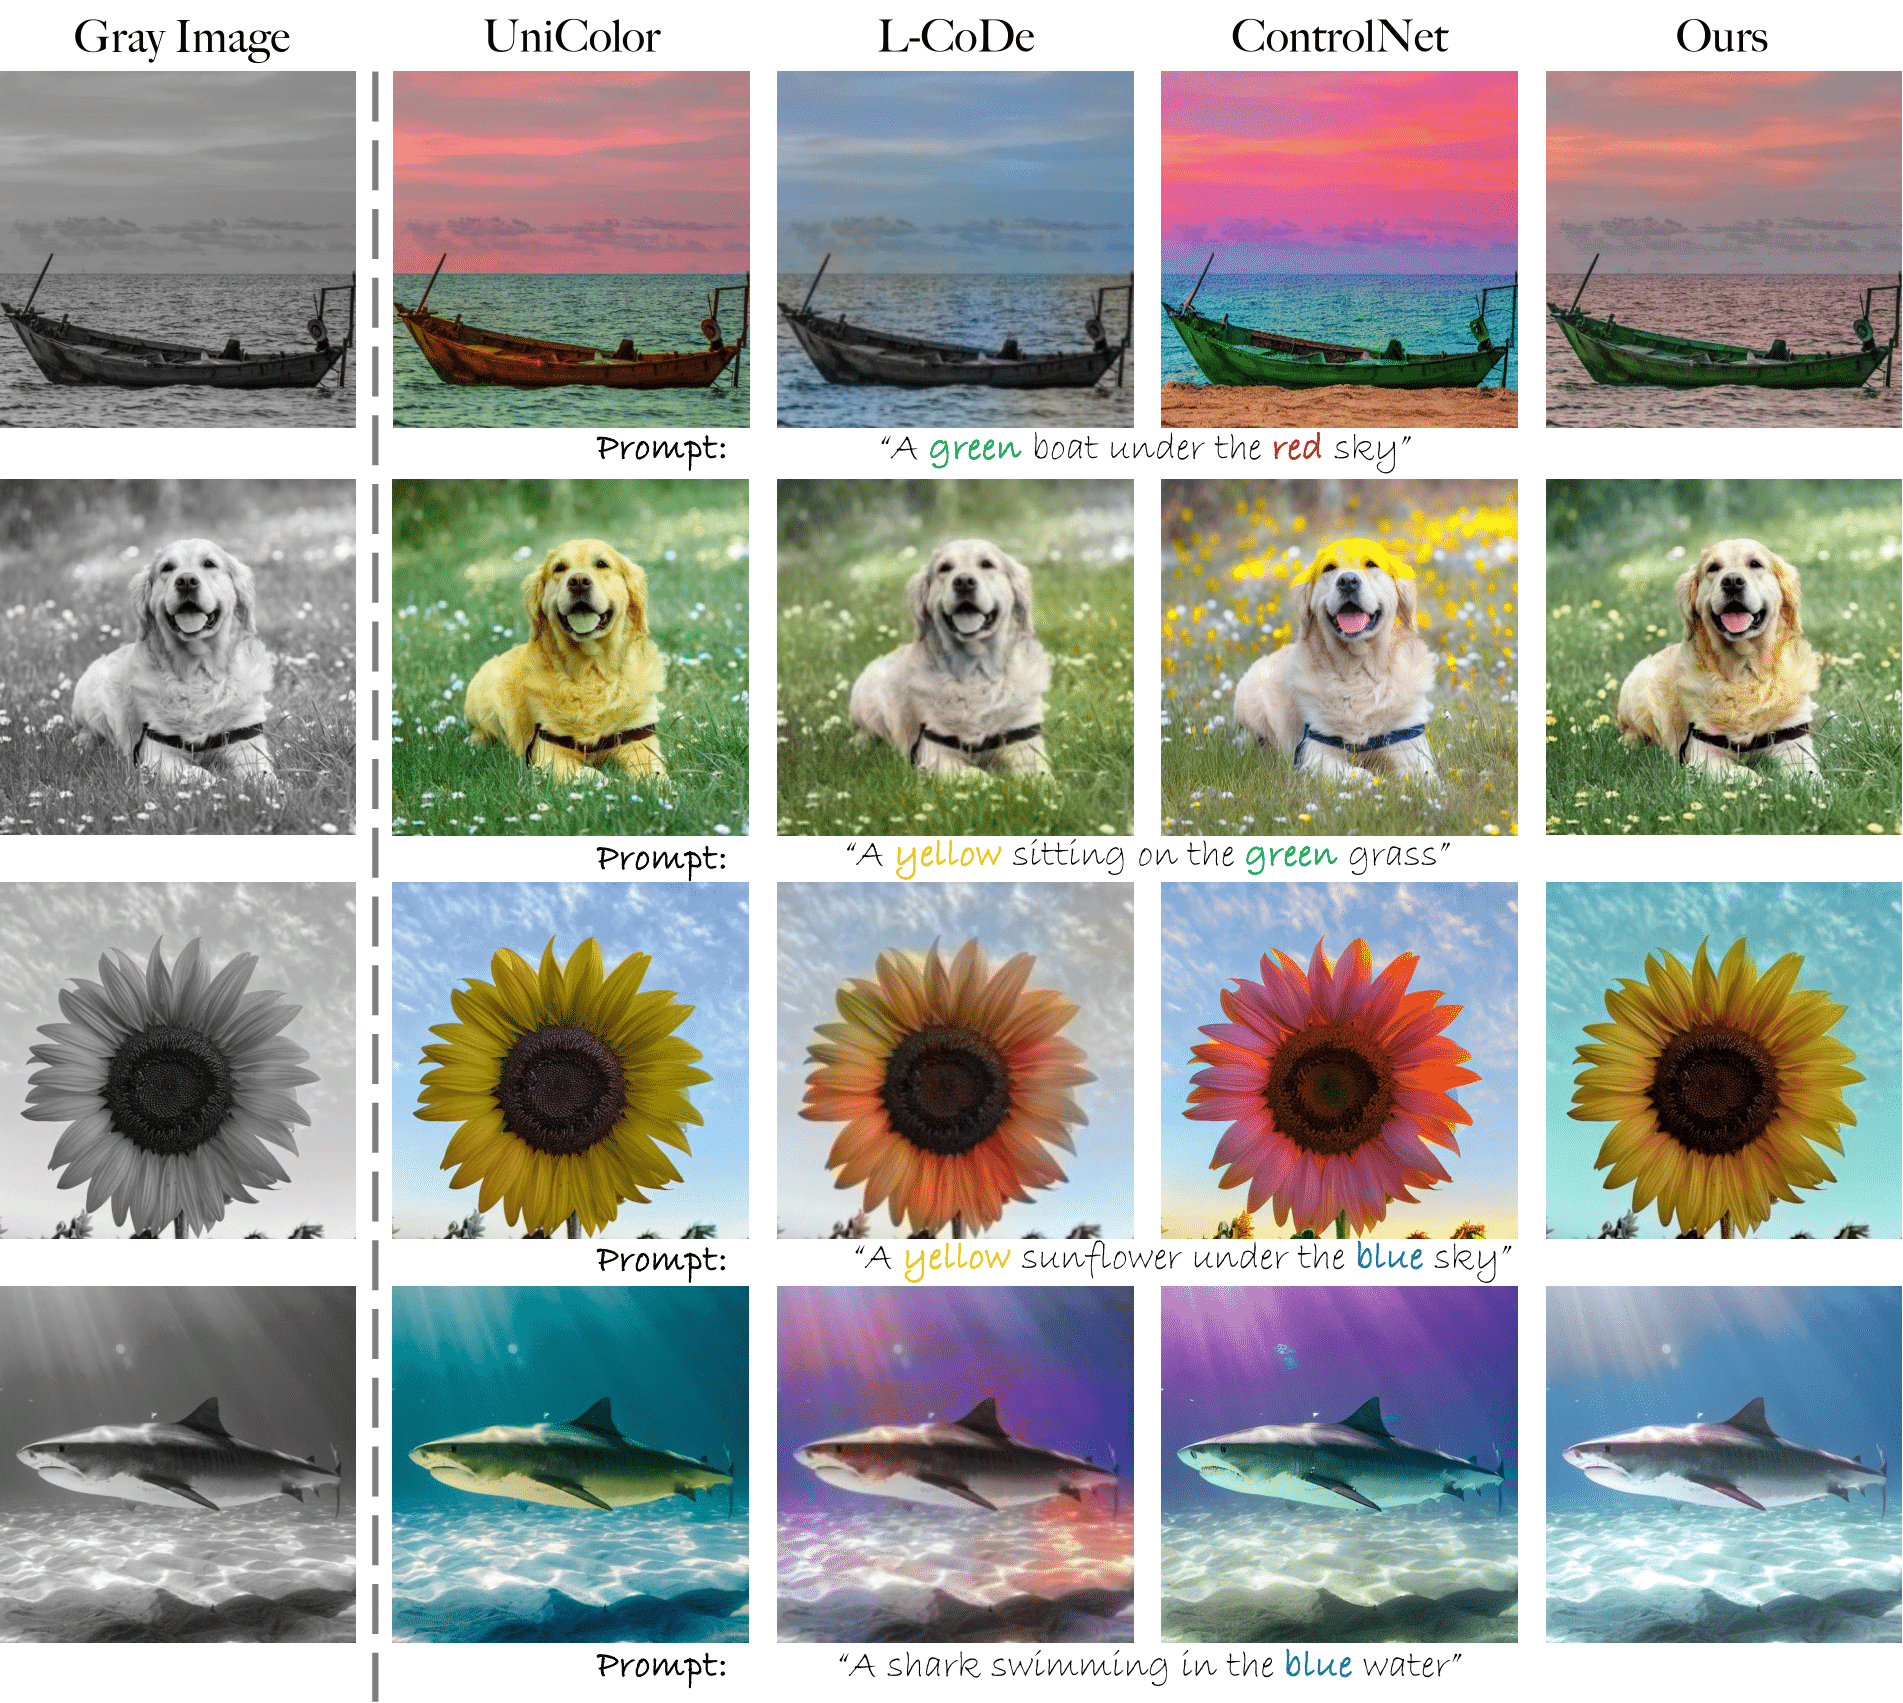 Gray Image UniColor L-CoDe ControlNet Ours
Prompt: “A green boat under the red sky”
Prompt: “A yellow sitting on the green grass”
Prompt: “A yellow sunflower under the blue sky”
Prompt: “A shark swimming in the blue water”